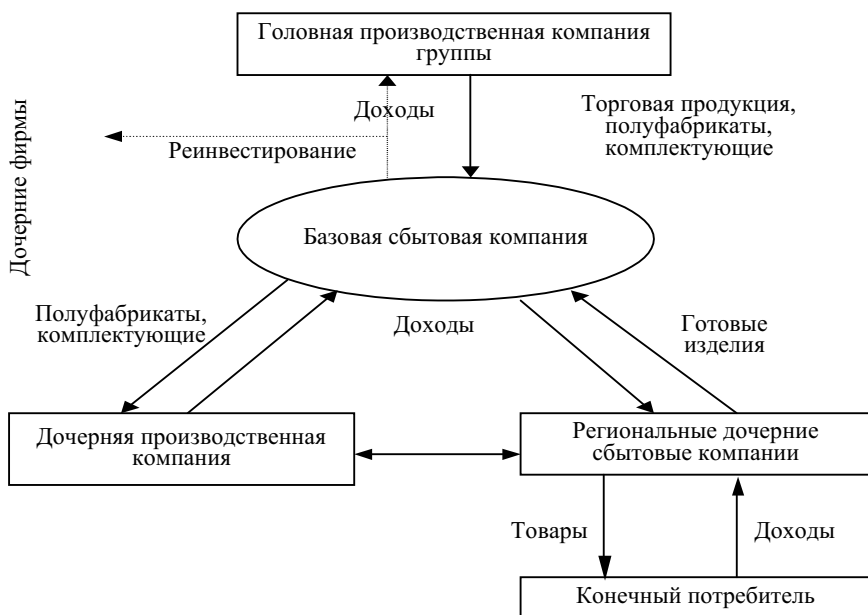 Головная производственная компания
группы
Доходы
Торговая продукция,
полуфабрикаты,
комплектующие
Реинвестирование
Дочерние фирмы
Базовая сбытовая компания
Полуфабрикаты,
комплектующие
Доходы
Готовые
изделия
Дочерняя производственная
компания
Региональные дочерние
сбытовые компании
Товары
Доходы
Конечный потребитель